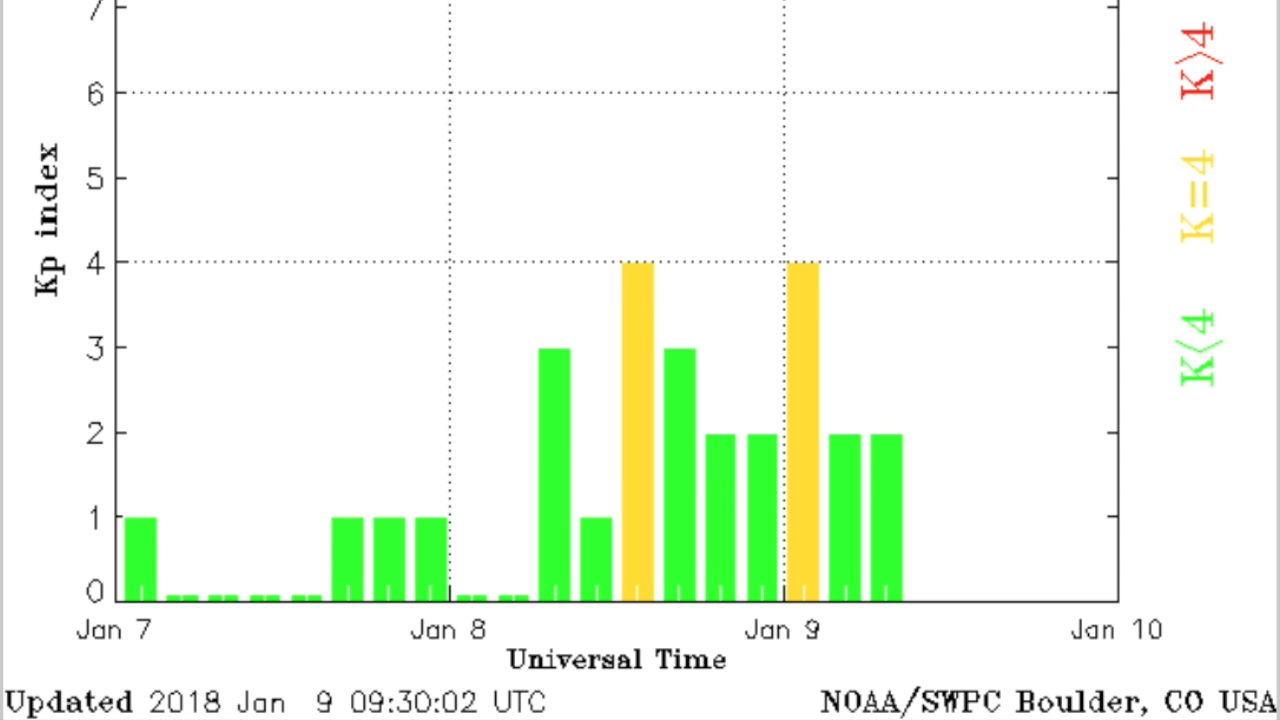 7
6
5
4
3
2
1
0
Kp index
Jan 7 Jan 8 Jan 9 Jan 10
Universal Time
Updated 2018 Jan 9 09:30:02 UTC NOAA/SWPC Boulder, CO USA
K<4 K=4 K>4